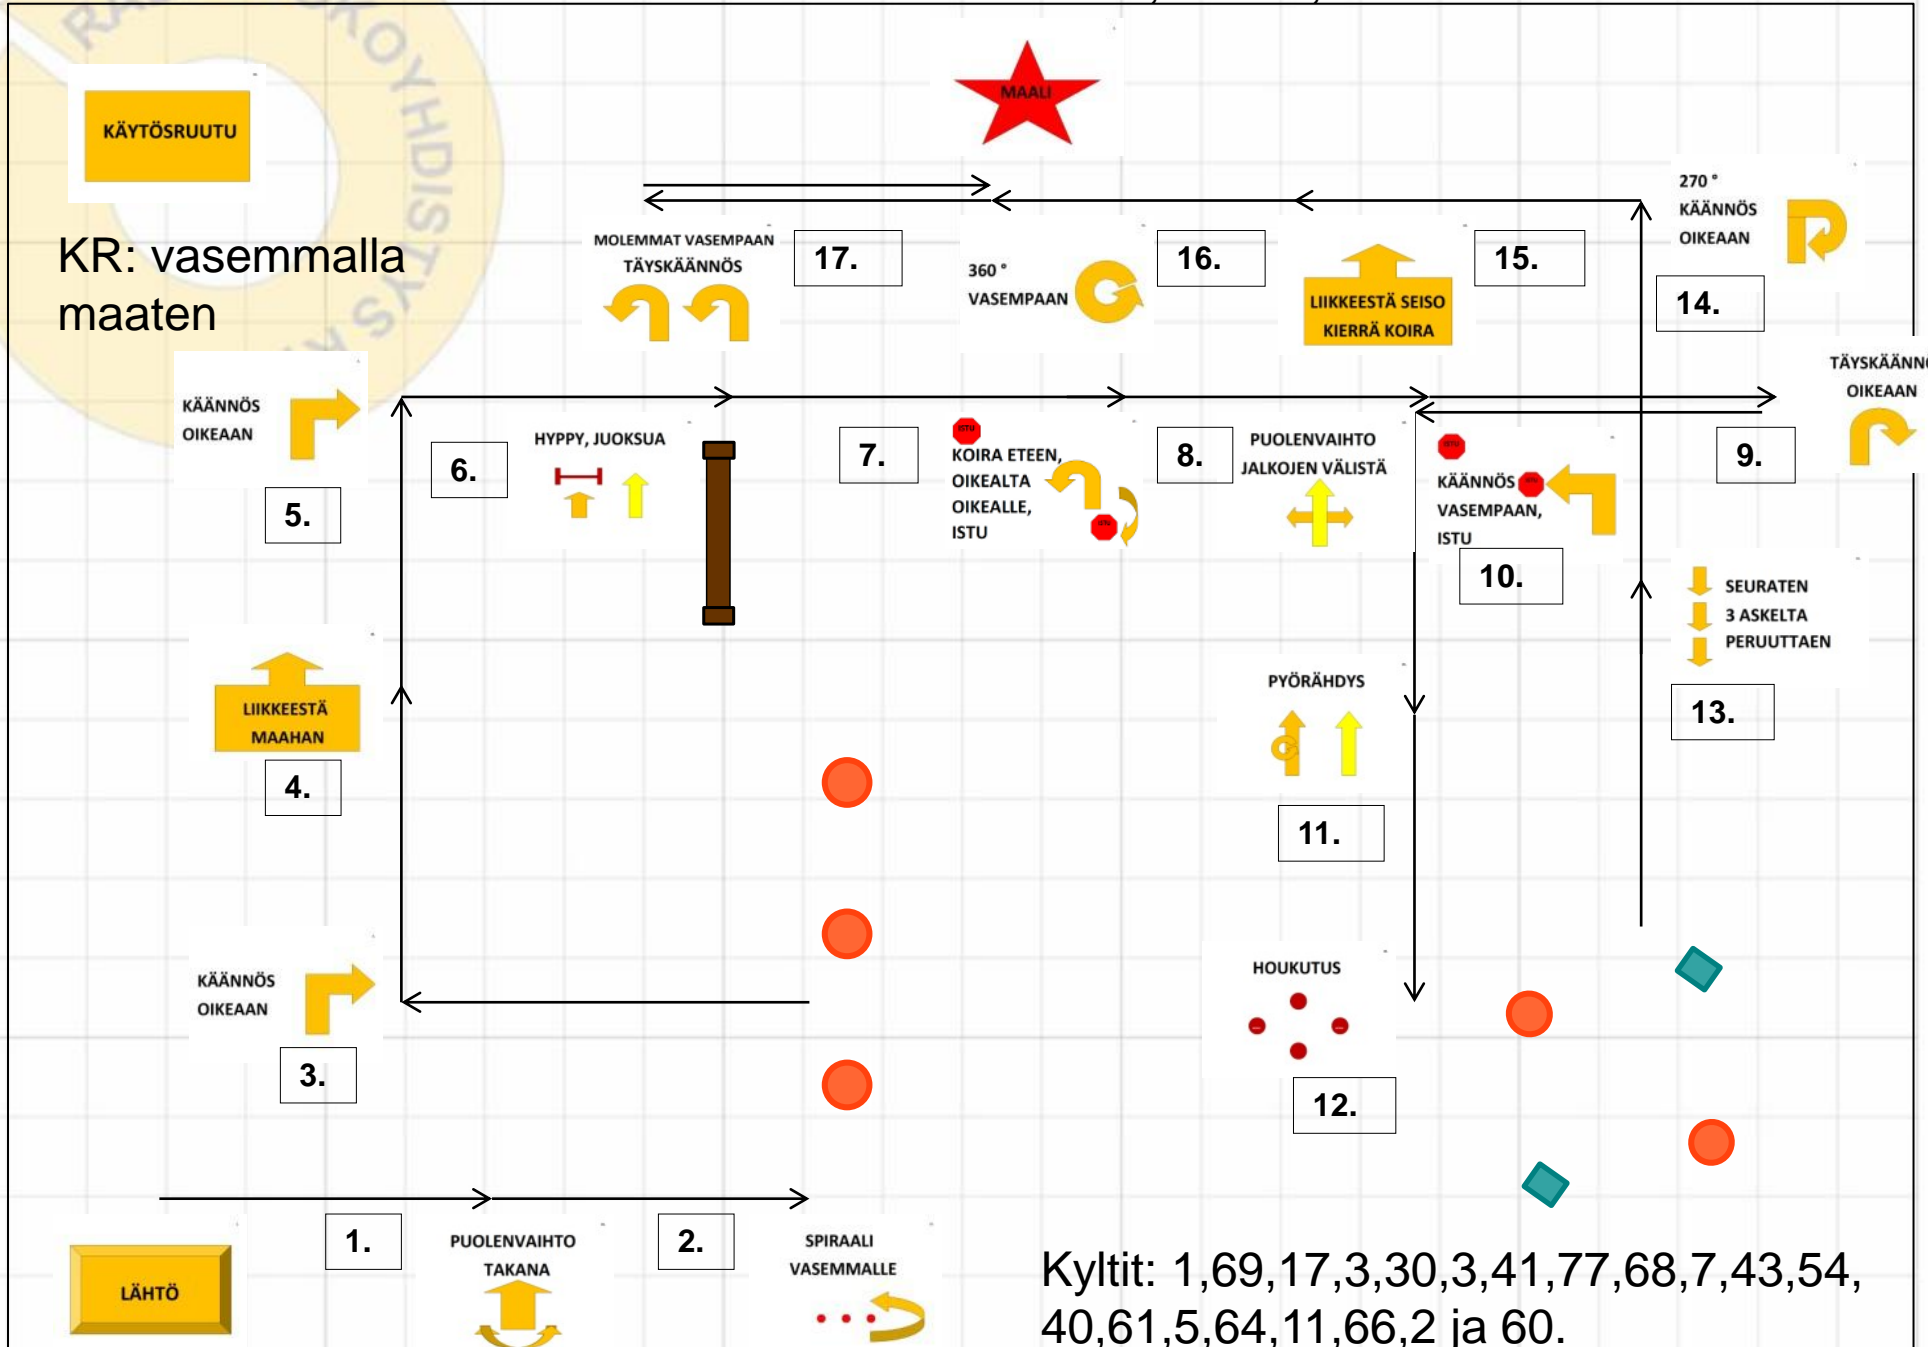 KÄYTÖSRUUTU
KR: vasemmalla
maaten
MAALI
270 °
KÄÄNNÖS
OIKEAAN
14.
MOLEMMAT VASEMPAAN
TÄYSKÄÄNNÖS
17.
360 °
VASEMPAAN
16.
LIIKKEESTÄ SEISO
KIERRÄ KOIRA
15.
KÄÄNNÖS
OIKEAAN
5.
6.
HYPPY, JUOKSUA
7.
ISTU
KOIRA ETEEN,
OIKEALTA
OIKEALLE,
ISTU
8.
PUOLENVAIHTO
JALKOJEN VÄLISTÄ
ISTU
KÄÄNNÖS
VASEMPAAN,
ISTU
10.
9.
TÄYSKÄÄNN
OIKEAAN
SEURATEN
3 ASKELTA
PERUUTTAEN
13.
LIIKKEESTÄ
MAAHAN
4.
PYÖRÄHDYS
11.
KÄÄNNÖS
OIKEAAN
3.
HOUKUTUS
12.
LÄHTÖ
1.
PUOLENVAIHTO
TAKANA
2.
SPIRAALI
VASEMMALLE
Kyltit: 1,69,17,3,30,3,41,77,68,7,43,54,
40,61,5,64,11,66,2 ja 60.